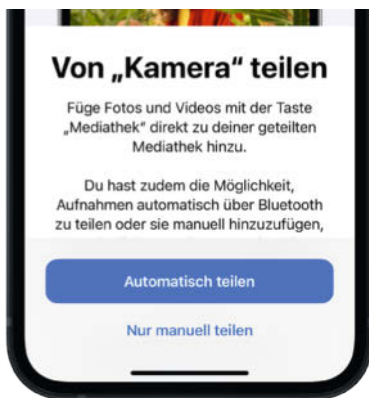 Von „Kamera“ teilen
Füge Fotos und Videos mit der Taste
„Mediathek“ direkt zu deiner geteilten
Mediathek hinzu.
Du hast zudem die Möglichkeit,
Aufnahmen automatisch über Bluetooth
zu teilen oder sie manuell hinzuzufügen,
Automatisch teilen
Nur manuell teilen